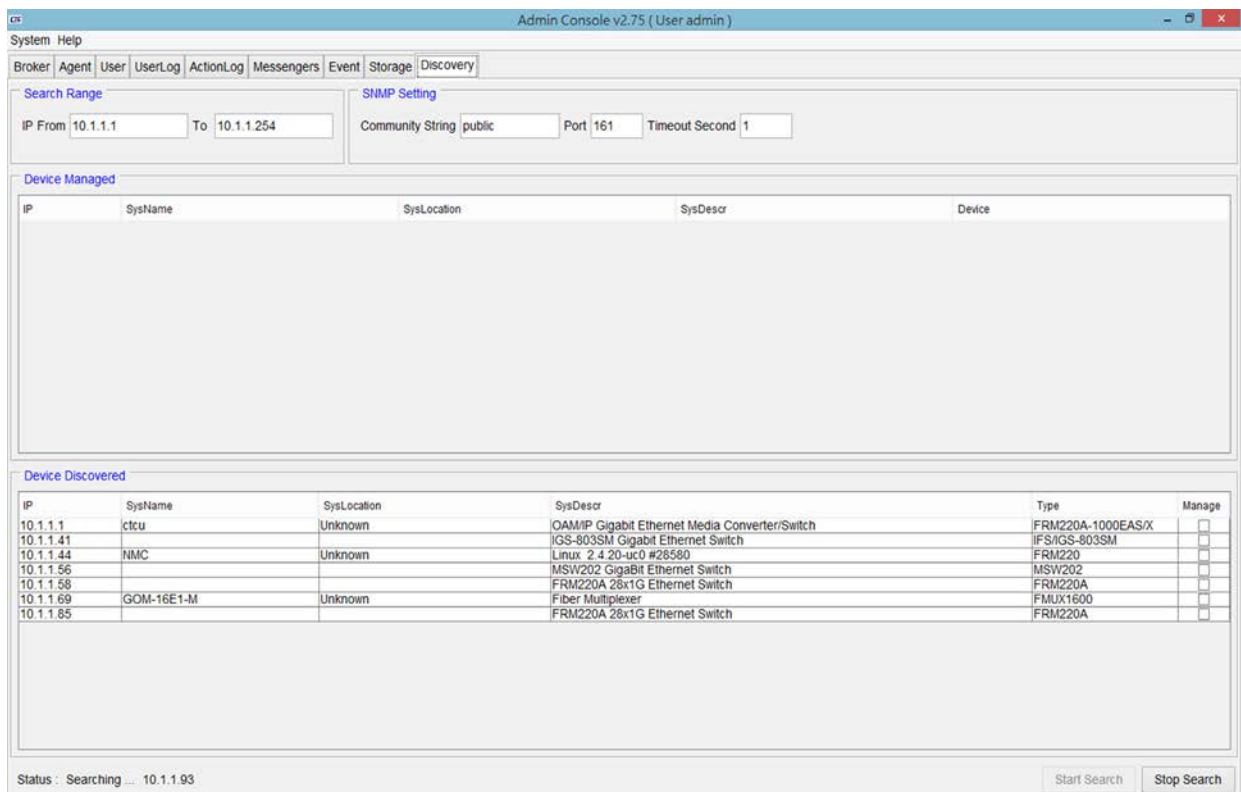 Admin Console v2.75 ( User admin )
System Help
Broker Agent User UserLog ActionLog Messengers Event Storage Discovery
Search Range SNMP Setting
IP From 10.1.1.1 To 10.1.1.254 Community String public Port 161 Timeout Second 1
Device Managed
IP SysName SysLocation SysDescr Device
Device Discovered
IP SysName SysLocation SysDescr Type Manage
10.1.1.1 ctcu Unknown OAM/IP Gigabit Ethernet Media Converter/Switch FRM220A-1000EAS/X
10.1.1.41 IGS-803SM Gigabit Ethernet Switch IFS/IGS-803SM
10.1.1.44 NMC Unknown Linux 2.4.20-uc0 #28580 FRM220
10.1.1.56 MSW202 GigaBit Ethernet Switch MSW202
10.1.1.58 FRM220A 28x1G Ethernet Switch FRM220A
10.1.1.69 GOM-16E1-M Unknown Fiber Multiplexer FMUX1600
10.1.1.85 FRM220A 28x1G Ethernet Switch FRM220A
Status : Searching ... 10.1.1.93 Start Search Stop Search